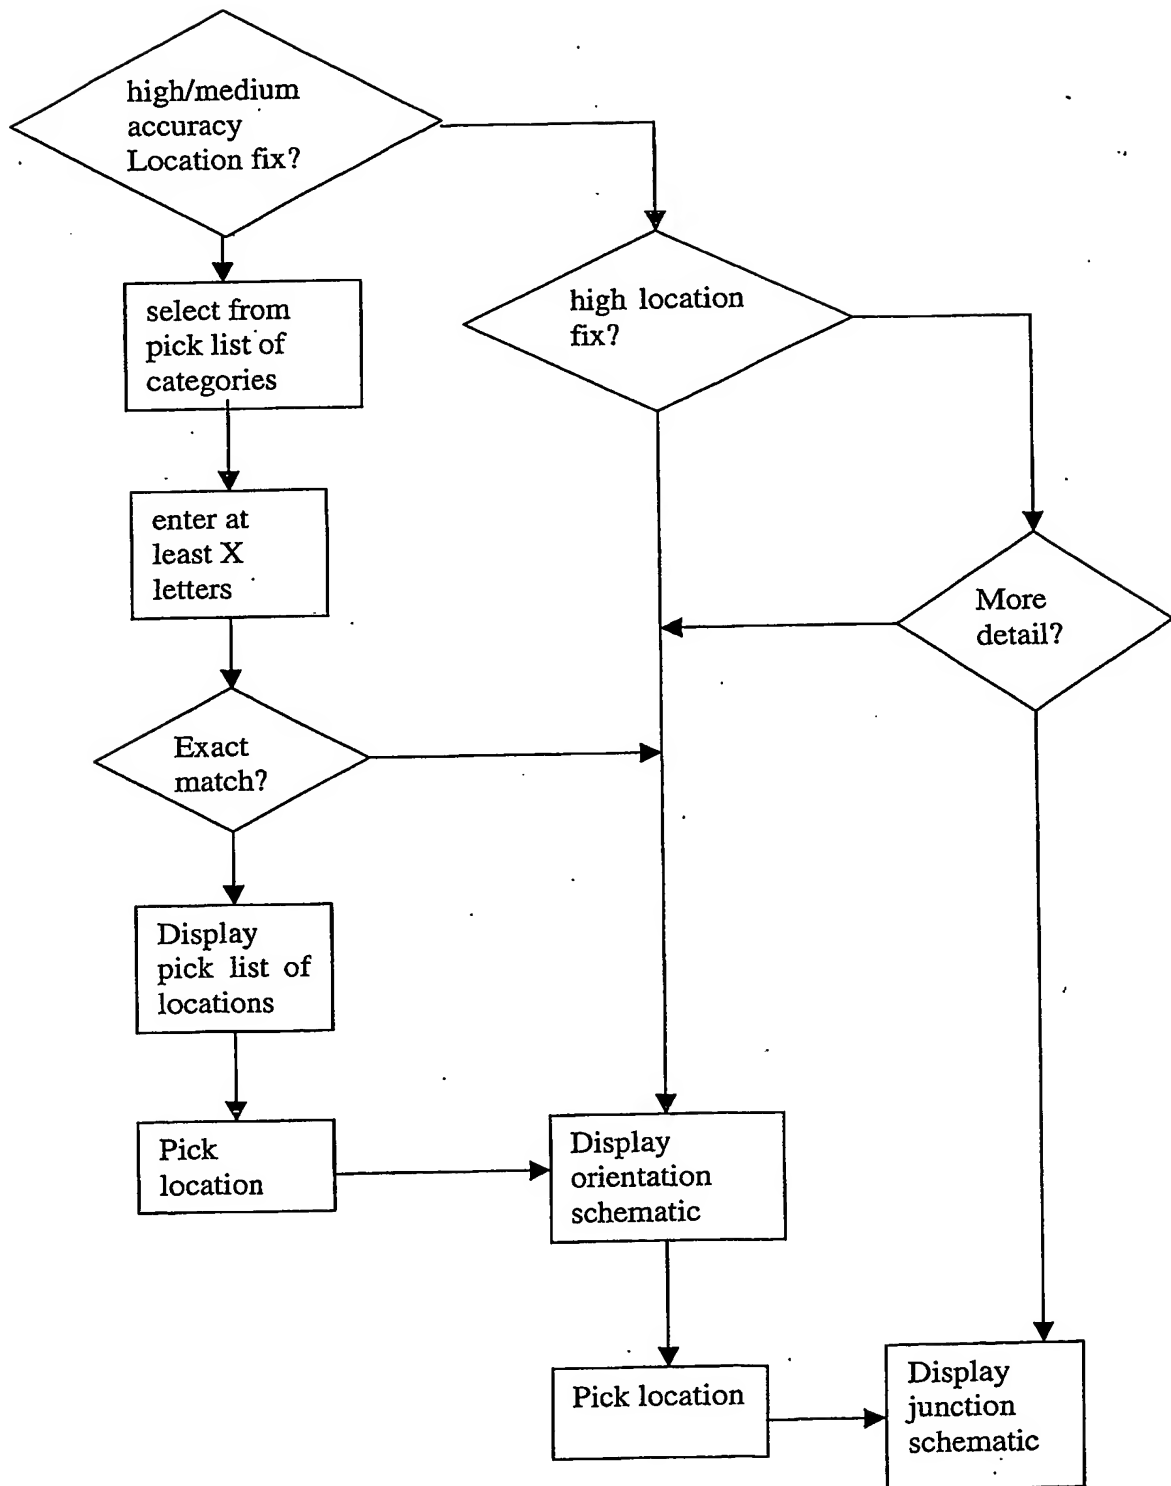 high/medium
accuracy
Location fix?
high location
fix?
select from
pick list of
categories
enter at
least X
letters
More
detail?
Exact
match?
Display
pick list of
locations
Pick
location
Display
orientation
schematic
Pick location
Display
junction
schematic